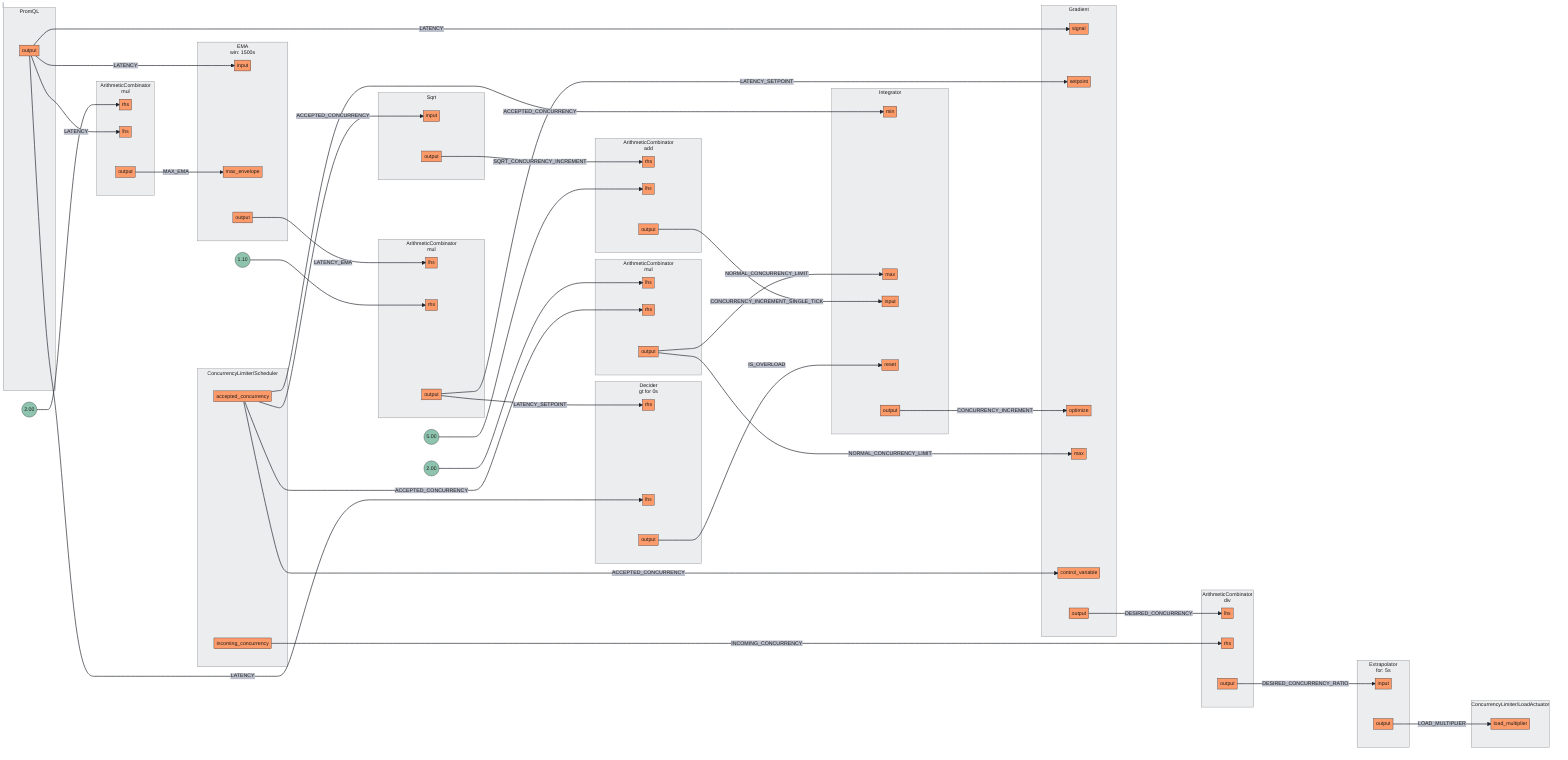 PromQL
output
2.00
ArithmeticCombinator
mul
rhs
lhs
output
LATENCY
MAX_EMA
LATENCY
LATENCY
EMA
win: 1500s
input
max_envelope
output
1.10
ConcurrencyLimiter/Scheduler
accepted_concurrency
incoming_concurrency
LATENCY
ACCEPTED_CONCURRENCY
LATENCY_EMA
Sqrt
input
output
ArithmeticCombinator
mul
lhs
rhs
output
5.00
2.00
ACCEPTED_CONCURRENCY
ACCEPTED_CONCURRENCY
SQRT_CONCURRENCY_INCREMENT
LATENCY_SETPOINT
ArithmeticCombinator
add
rhs
lhs
output
ArithmeticCombinator
mul
lhs
rhs
output
Decider
gt for 0s
rhs
lhs
output
ACCEPTED_CONCURRENCY
LATENCY_SETPOINT
NORMAL_CONCURRENCY_LIMIT
CONCURRENCY_INCREMENT_SINGLE_TICK
IS_OVERLOAD
INCOMING_CONCURRENCY
Integrator
min
max
input
reset
output
CONCURRENCY_INCREMENT
NORMAL_CONCURRENCY_LIMIT
Gradient
signal
setpoint
optimize
max
control_variable
output
DESIRED_CONCURRENCY
ArithmeticCombinator
div
lhs
rhs
output
DESIRED_CONCURRENCY_RATIO
Extrapolator
for: 5s
input
output
LOAD_MULTIPLIER
ConcurrencyLimiter/LoadActuator
load_multiplier